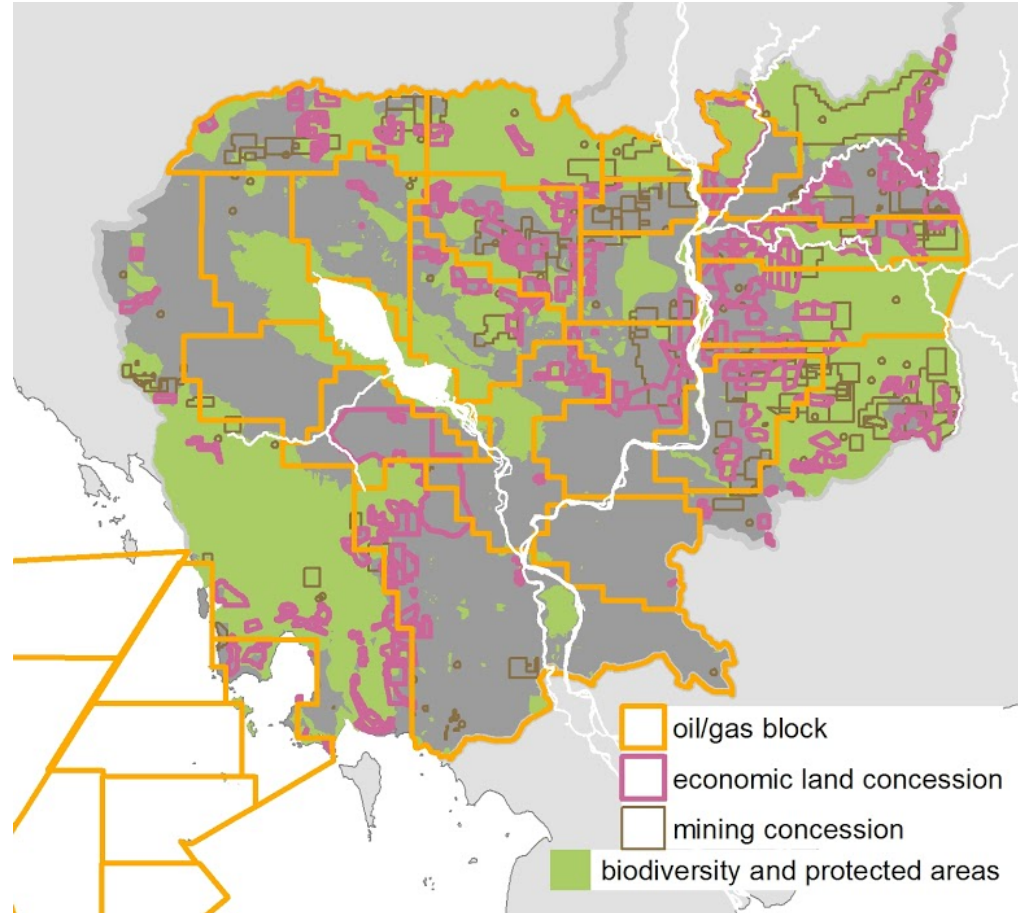 oil/gas block
economic land concession
mining concession
biodiversity and protected areas